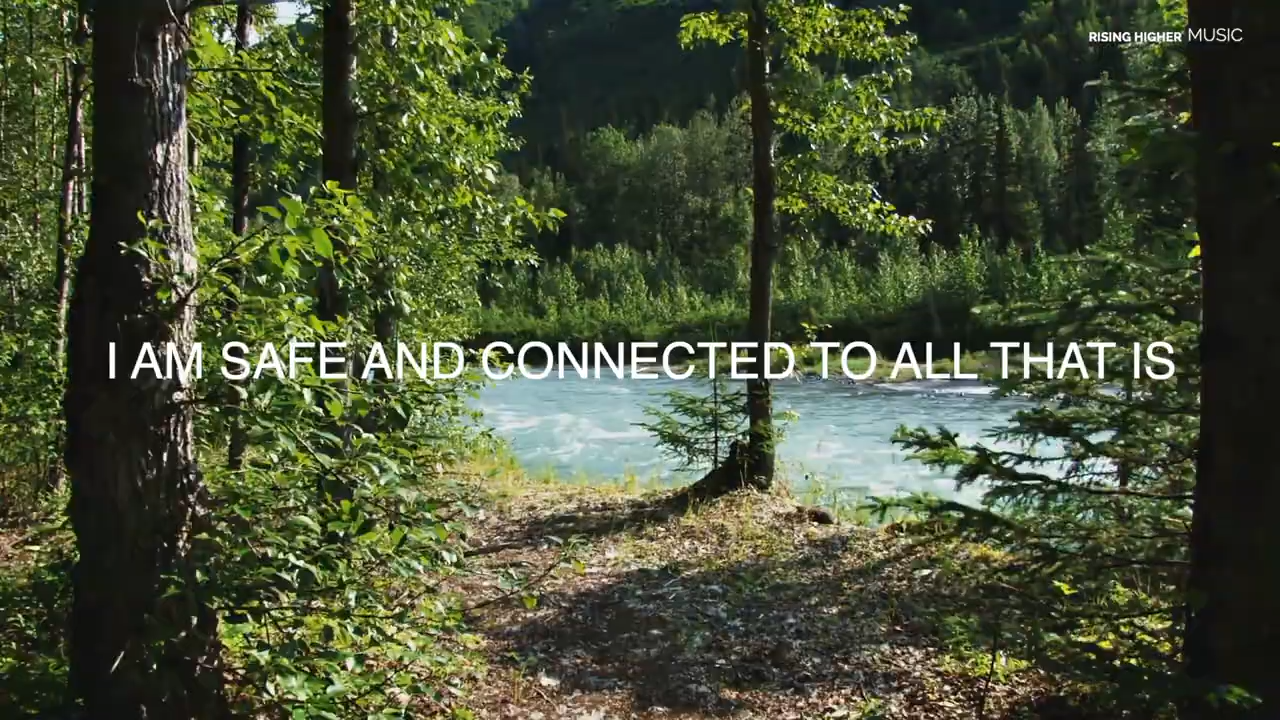 RISING HIGHER MUSIC
I AM SAFE AND CONNECTED TO ALL THAT IS